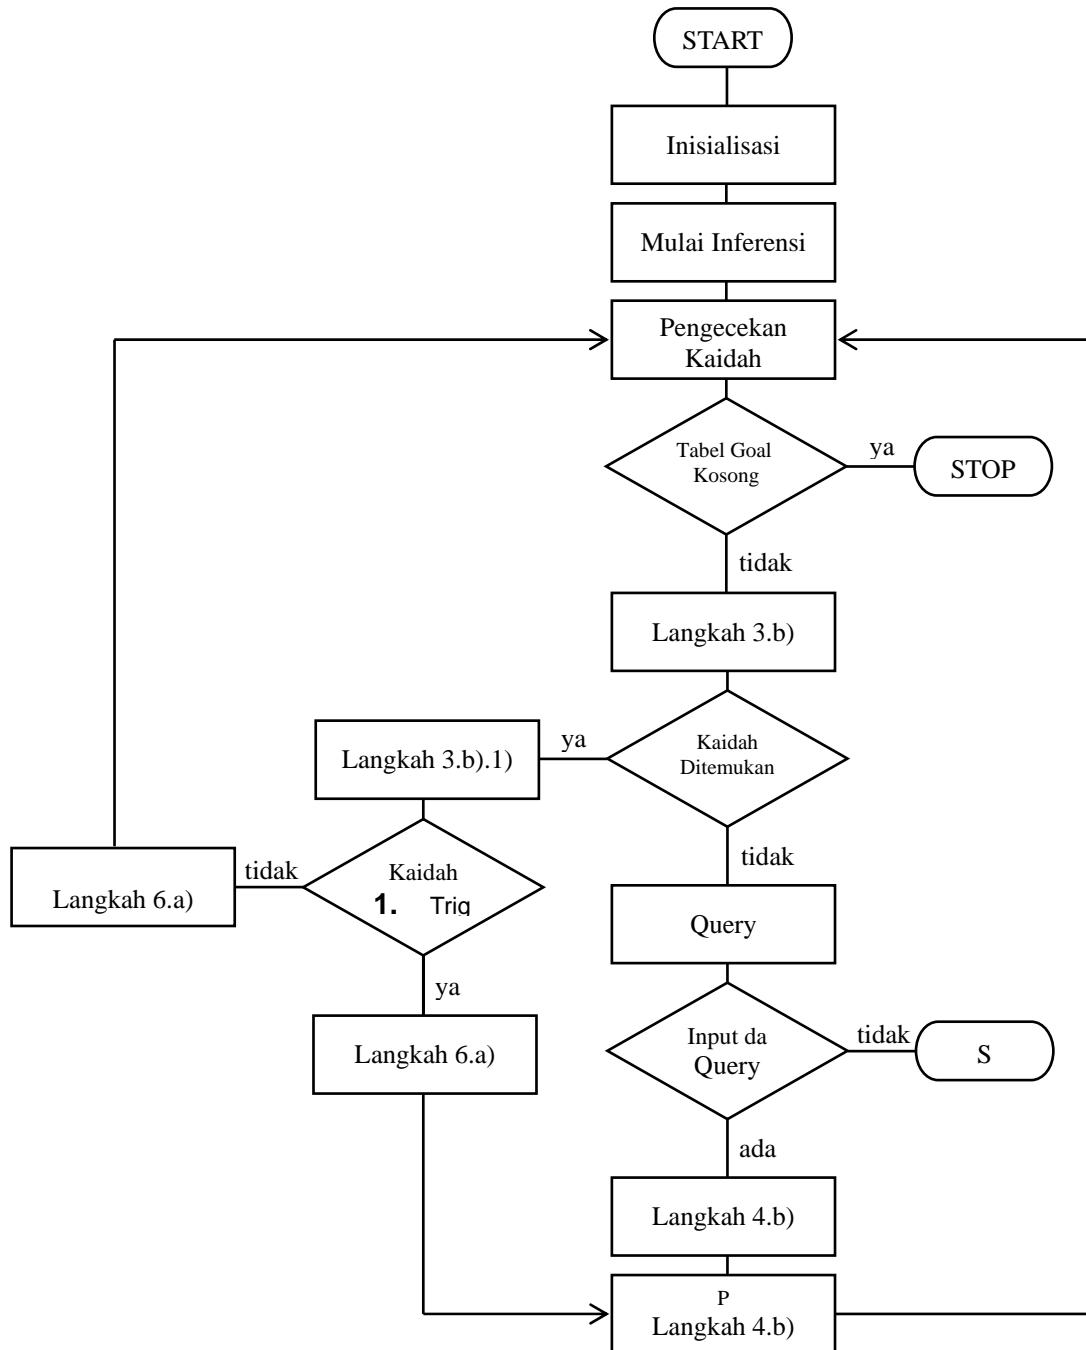 START
Inisialisasi
Mulai Inferensi
Pengecekan
Kaidah
Tabel Goal
Kosong
ya
STOP
tidak
Langkah 3.b)
Kaidah
Ditemukan
ya
Langkah 3.b).1)
tidak
Kaidah
1. Trig
tidak
Langkah 6.a)
Query
ya
Langkah 6.a)
Input da
Query
tidak
S
ada
Langkah 4.b)
P
Langkah 4.b)